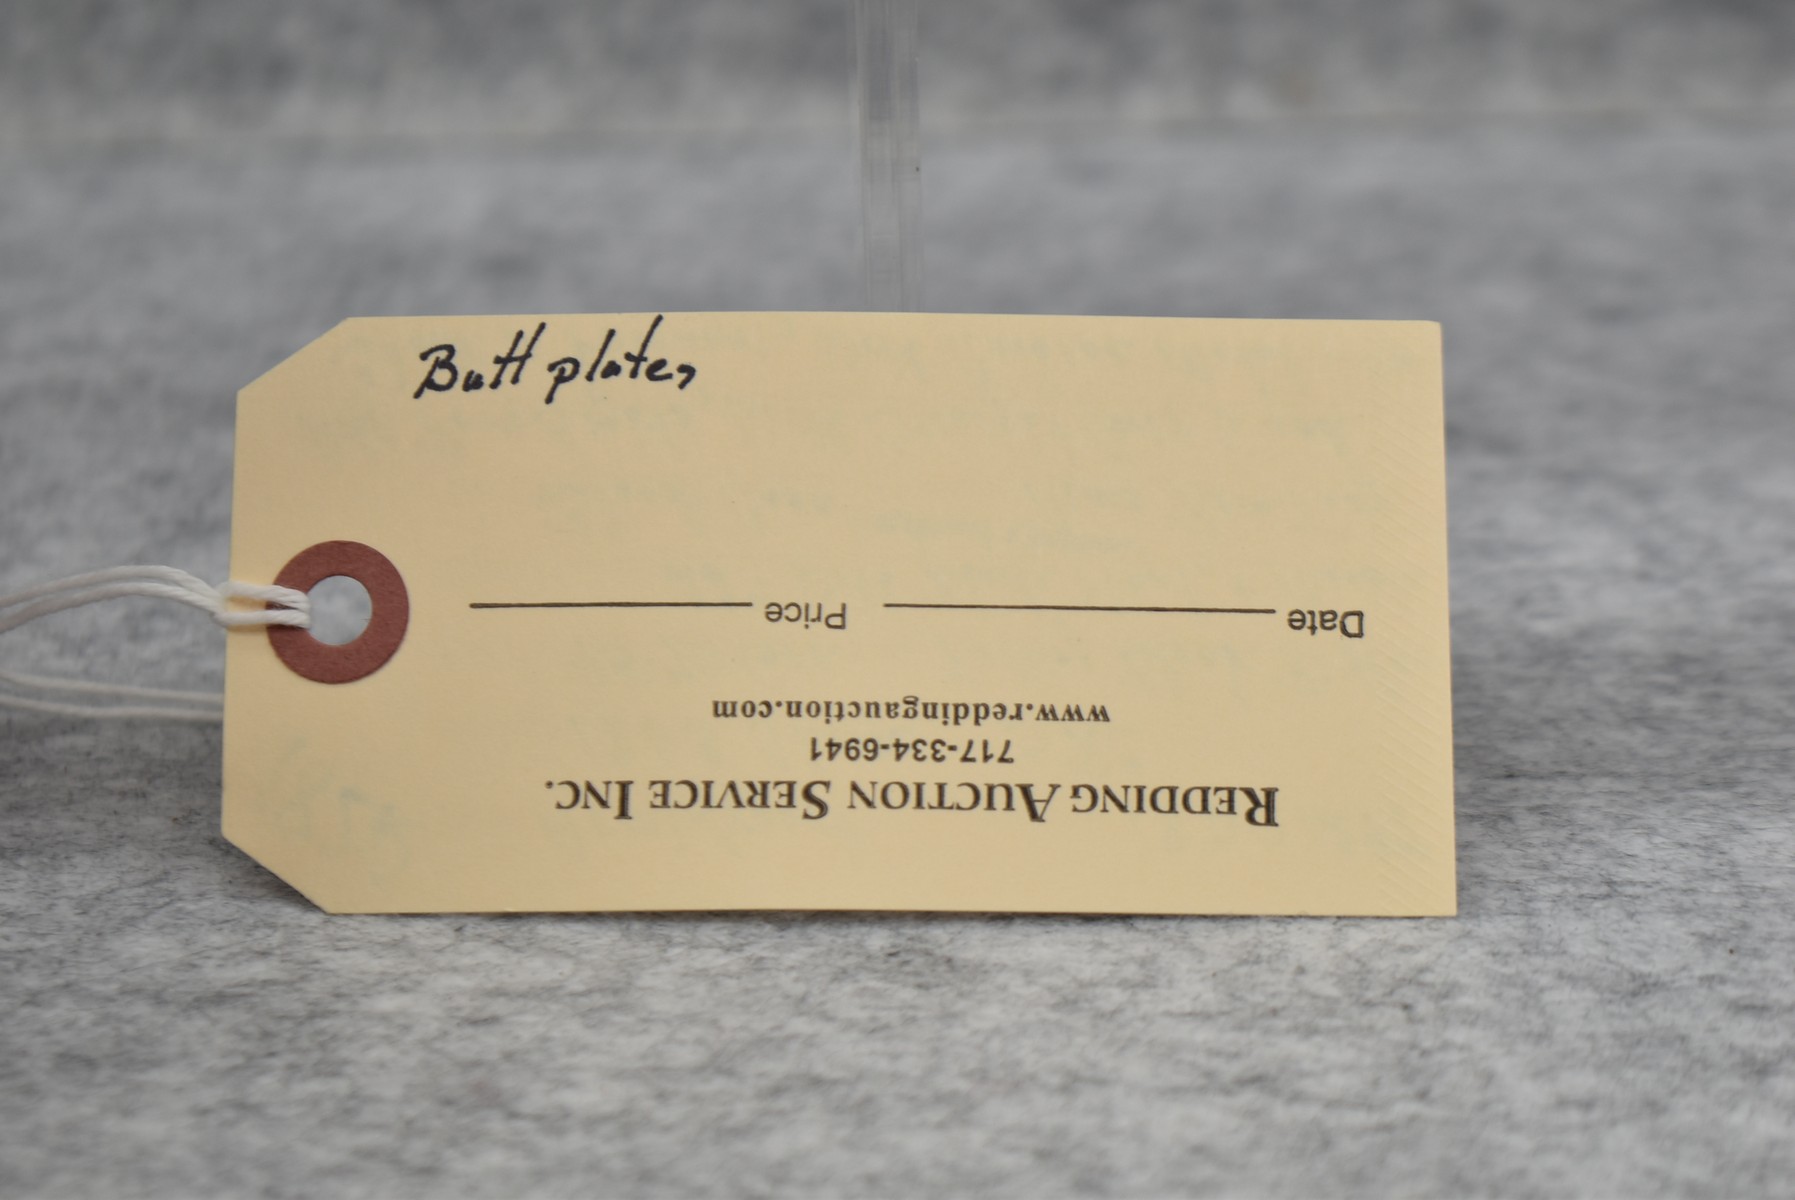 Butt plates
REDDING AUCTION SERVICE INC.
717-334-6941
www.reddingauction.com
Date Price